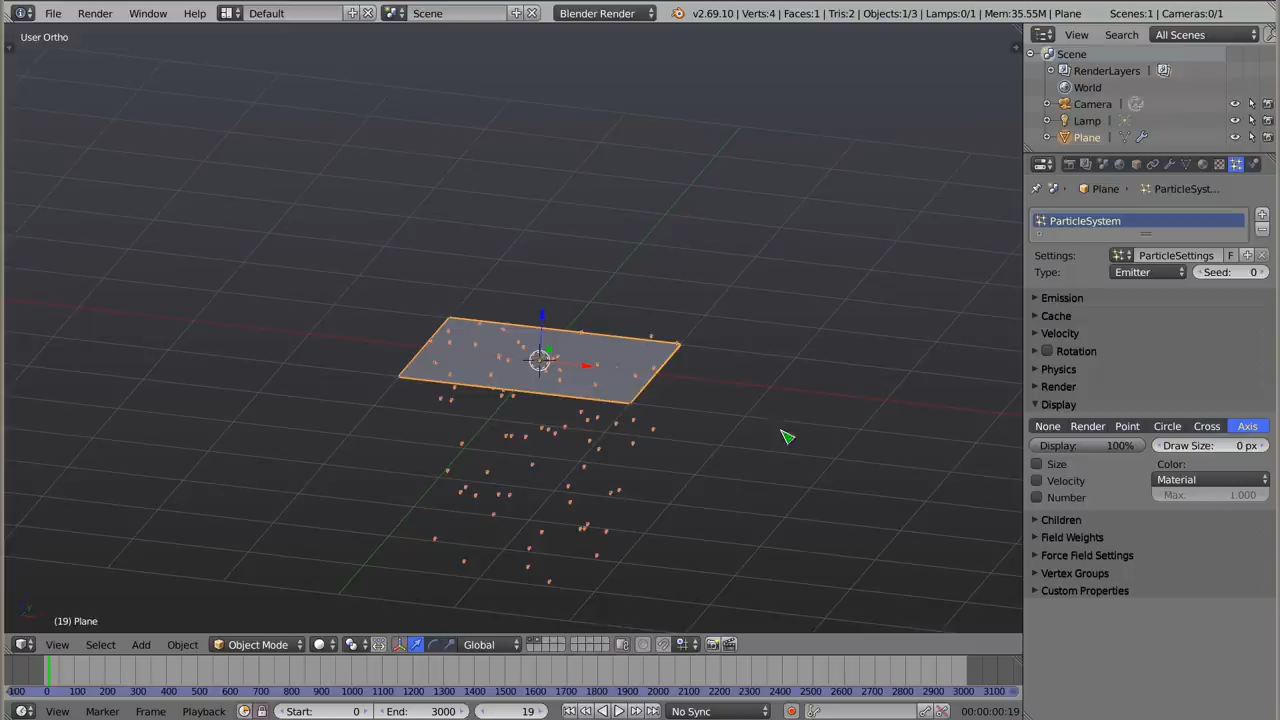 File Render Window Help Default Scene Blender Render v2.69.10 | Verts:4 | Faces:1 | Tris:2 | Objects:1/3 | Lamps:0/1 | Mem:35.55M | Plane Scenes:1 | Cameras:0/1
User Ortho
View Search All Scenes
Scene
RenderLayers |
World
Camera |
Lamp |
Plane |
Plane ParticleSyst...
ParticleSystem
Settings: ParticleSettings F
Type: Emitter Seed: 0
Emission
Cache
Velocity
Rotation
Physics
Render
Display
None Render Point Circle Cross Axis
Display: 100% Draw Size: 0 px
Size Color:
Velocity Material
Number Max. 1.000
Children
Field Weights
Force Field Settings
Vertex Groups
Custom Properties
(19) Plane
View Select Add Object Object Mode Global
-100 0 100 200 300 400 500 600 700 800 900 1000 1100 1200 1300 1400 1500 1600 1700 1800 1900 2000 2100 2200 2300 2400 2500 2600 2700 2800 2900 3000 3100
View Marker Frame Playback Start: 0 End: 3000 19 No Sync 00:00:00:19